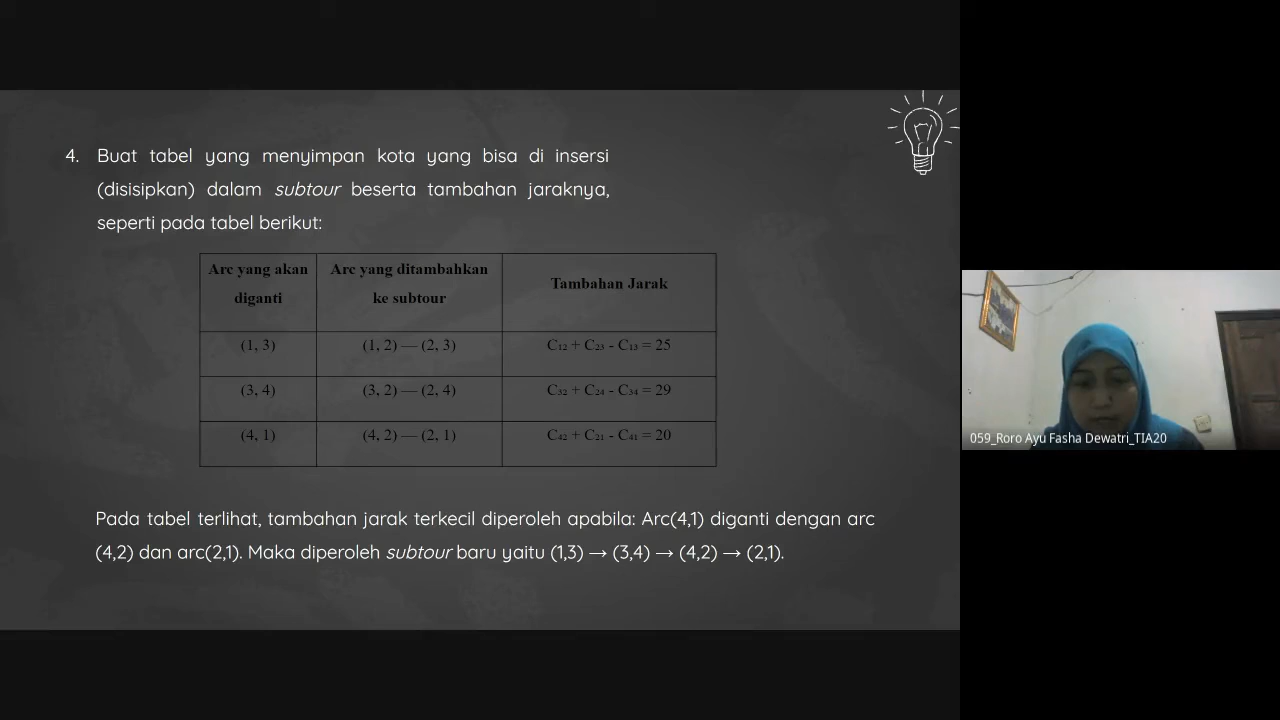 4. Buat tabel yang menyimpan kota yang bisa di insersi
(disisipkan) dalam subtour beserta tambahan jaraknya,
seperti pada tabel berikut:
Arc yang akan diganti | Arc yang ditambahkan ke subtour | Tambahan Jarak
(1, 3) | (1, 2) — (2, 3) | C₁₂ + C₂₃ - C₁₃ = 25
(3, 4) | (3, 2) — (2, 4) | C₃₂ + C₂₄ - C₃₄ = 29
(4, 1) | (4, 2) — (2, 1) | C₄₂ + C₂₁ - C₄₁ = 20
Pada tabel terlihat, tambahan jarak terkecil diperoleh apabila: Arc(4,1) diganti dengan arc
(4,2) dan arc(2,1). Maka diperoleh subtour baru yaitu (1,3) → (3,4) → (4,2) → (2,1).
059_Roro Ayu Fasha Dewatri_TIA20